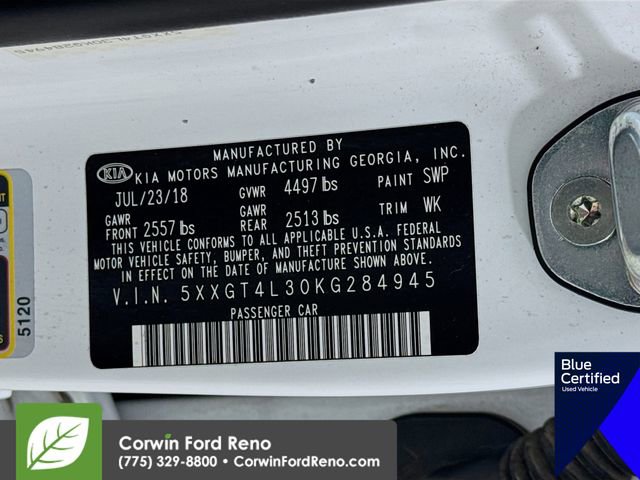 MANUFACTURED BY
KIA KIA MOTORS MANUFACTURING GEORGIA, INC.
JUL/23/18 GVWR 4497 lbs PAINT SWP
GAWR FRONT 2557 lbs GAWR REAR 2513 lbs TRIM WK
THIS VEHICLE CONFORMS TO ALL APPLICABLE U.S.A. FEDERAL
MOTOR VEHICLE SAFETY, BUMPER, AND THEFT PREVENTION STANDARDS
IN EFFECT ON THE DATE OF MANUFACTURE SHOWN ABOVE.
V.I.N. 5XXGT4L30KG284945
PASSENGER CAR
5120
Blue
Certified
Used Vehicle
Corwin Ford Reno
(775) 329-8800 • CorwinFordReno.com